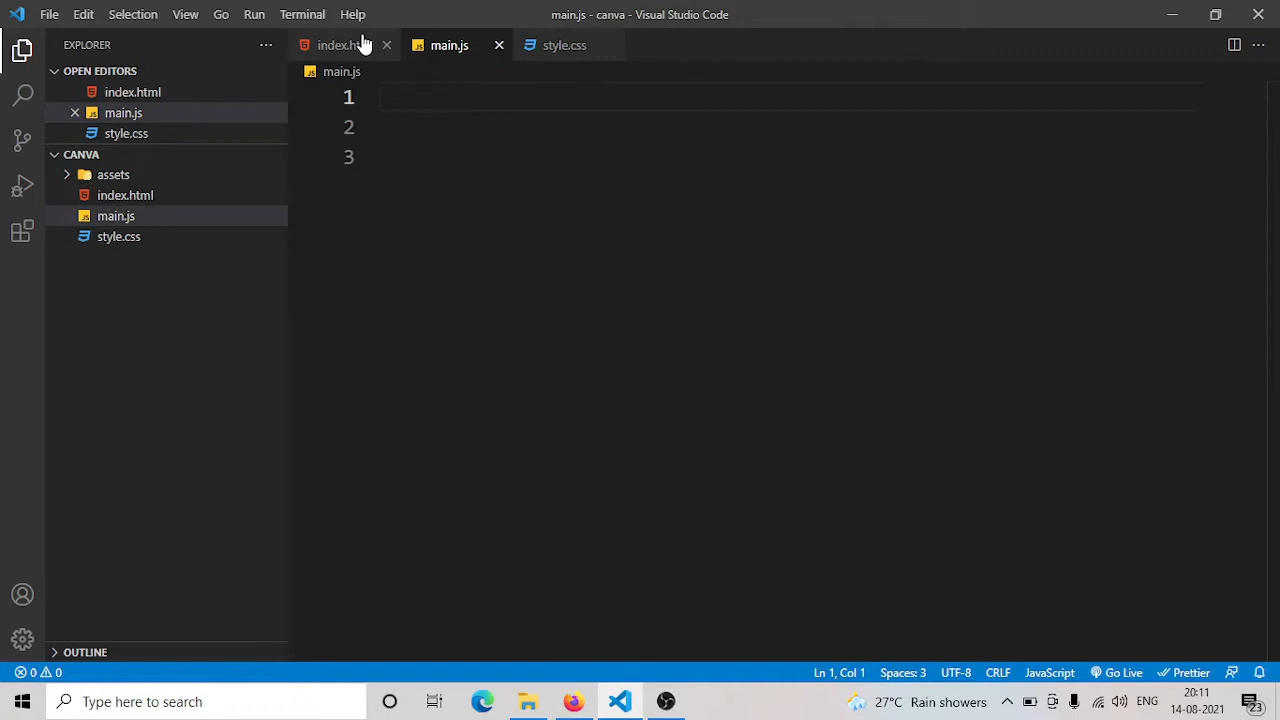 File Edit Selection View Go Run Terminal Help
main.js - canva - Visual Studio Code
EXPLORER
main.js
style.css
OPEN EDITORS
index.html
main.js
style.css
CANVA
assets
index.html
main.js
style.css
OUTLINE
main.js
1
2
3
0 0
Ln 1, Col 1 Spaces: 3 UTF-8 CRLF JavaScript Go Live Prettier
Type here to search
27°C Rain showers
ENG
20:11
14-08-2021
23